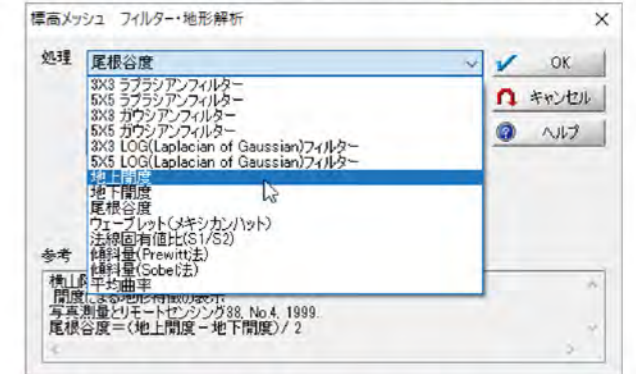 標高メッシュ フィルター・地形解析
処理
尾根谷度
OK
キャンセル
ヘルプ
3X3 ラプラシアンフィルター
5X5 ラプラシアンフィルター
3X3 ガウシアンフィルター
5X5 ガウシアンフィルター
3X3 LOG(Laplacian of Gaussian)フィルター
5X5 LOG(Laplacian of Gaussian)フィルター
地上開度
地下開度
尾根谷度
ウェーブレット(メキシカンハット)
法線固有値比(S1/S2)
傾斜量(Prewitt法)
傾斜量(Sobel法)
平均曲率
参考
横山
開度による地形特徴の表示
写真測量とリモートセンシング38, No.4, 1999.
尾根谷度=(地上開度-地下開度)/ 2